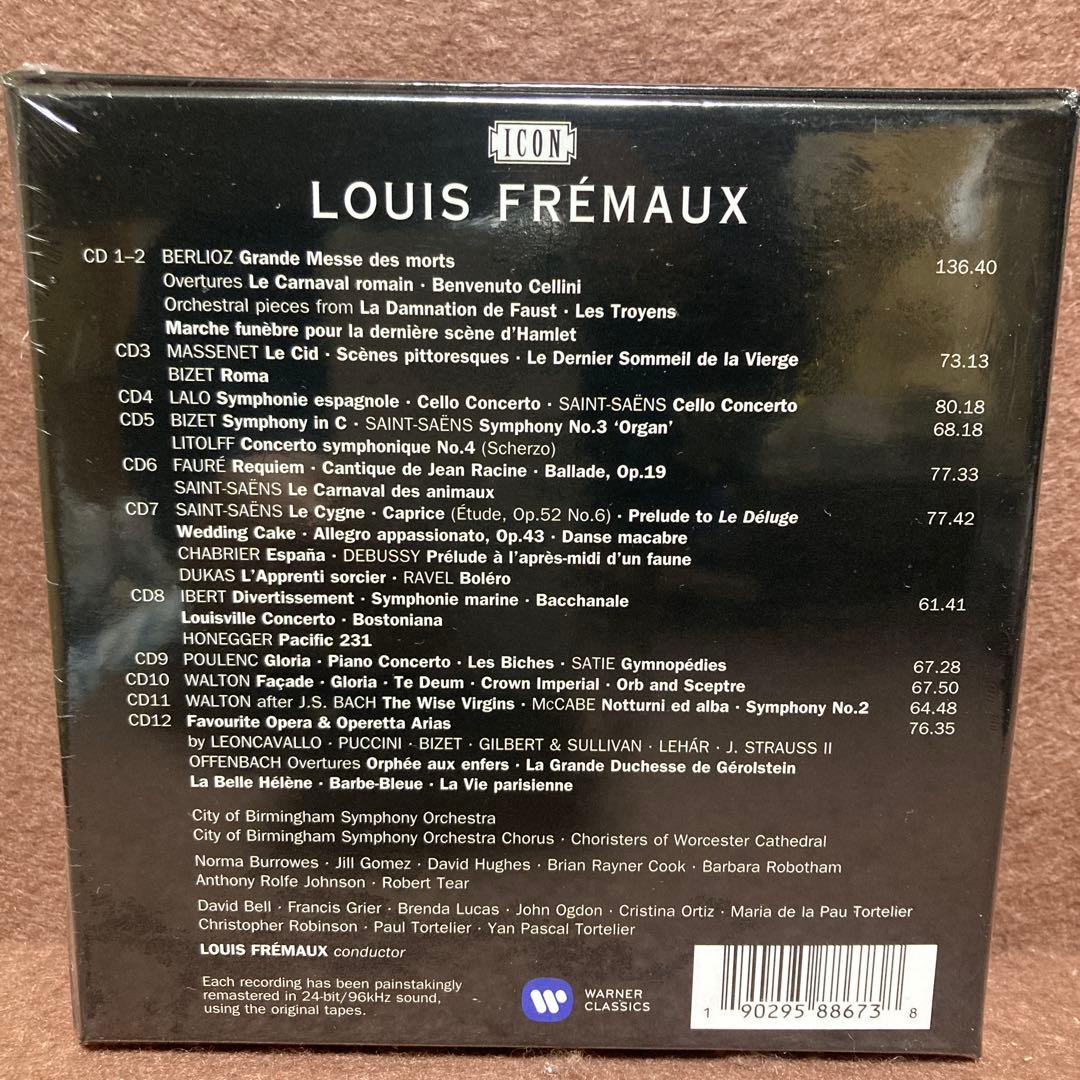 ICON
LOUIS FRÉMAUX
CD 1–2 BERLIOZ Grande Messe des morts 136.40
Overtures Le Carnaval romain · Benvenuto Cellini
Orchestral pieces from La Damnation de Faust · Les Troyens
Marche funèbre pour la dernière scène d'Hamlet
CD3 MASSENET Le Cid · Scènes pittoresques · Le Dernier Sommeil de la Vierge 73.13
BIZET Roma
CD4 LALO Symphonie espagnole · Cello Concerto · SAINT-SAËNS Cello Concerto 80.18
CD5 BIZET Symphony in C · SAINT-SAËNS Symphony No.3 ‘Organ’ 68.18
LITOLFF Concerto symphonique No.4 (Scherzo)
CD6 FAURÉ Requiem · Cantique de Jean Racine · Ballade, Op.19 77.33
SAINT-SAËNS Le Carnaval des animaux
CD7 SAINT-SAËNS Le Cygne · Caprice (Étude, Op.52 No.6) · Prelude to Le Déluge 77.42
Wedding Cake · Allegro appassionato, Op.43 · Danse macabre
CHABRIER España · DEBUSSY Prélude à l'après-midi d'un faune
DUKAS L'Apprenti sorcier · RAVEL Boléro
CD8 IBERT Divertissement · Symphonie marine · Bacchanale 61.41
Louisville Concerto · Bostoniana
HONEGGER Pacific 231
CD9 POULENC Gloria · Piano Concerto · Les Biches · SATIE Gymnopédies 67.28
CD10 WALTON Façade · Gloria · Te Deum · Crown Imperial · Orb and Sceptre 67.50
CD11 WALTON after J.S. BACH The Wise Virgins · McCABE Notturni ed alba · Symphony No.2 64.48
CD12 Favourite Opera & Operetta Arias 76.35
by LEONCAVALLO · PUCCINI · BIZET · GILBERT & SULLIVAN · LEHÁR · J. STRAUSS II
OFFENBACH Overtures Orphée aux enfers · La Grande Duchesse de Gérolstein
La Belle Hélène · Barbe-Bleue · La Vie parisienne
City of Birmingham Symphony Orchestra
City of Birmingham Symphony Orchestra Chorus · Choristers of Worcester Cathedral
Norma Burrowes · Jill Gomez · David Hughes · Brian Rayner Cook · Barbara Robotham
Anthony Rolfe Johnson · Robert Tear
David Bell · Francis Grier · Brenda Lucas · John Ogdon · Cristina Ortiz · Maria de la Pau Tortelier
Christopher Robinson · Paul Tortelier · Yan Pascal Tortelier
LOUIS FRÉMAUX conductor
Each recording has been painstakingly
remastered in 24-bit/96kHz sound,
using the original tapes.
WARNER
CLASSICS
1 90295 88673 8